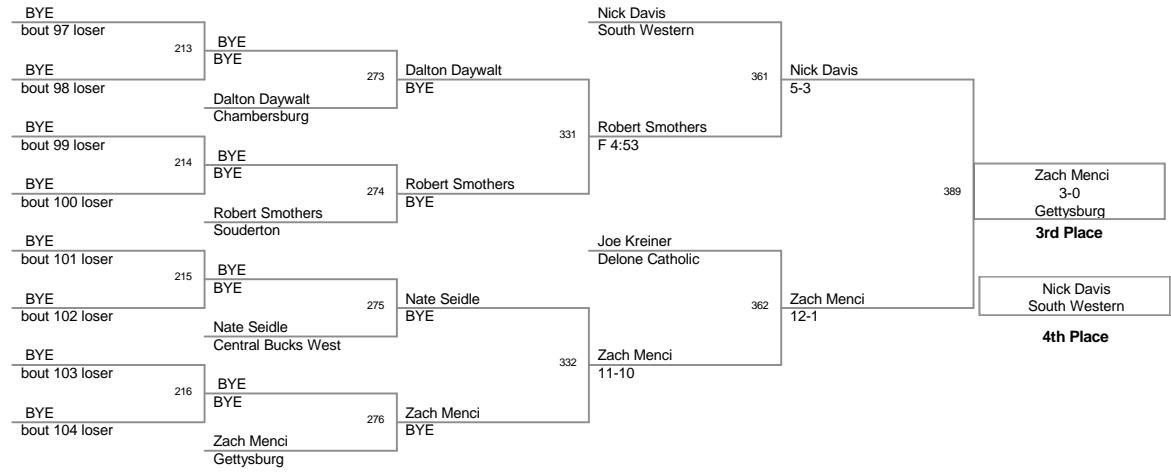 BYE
bout 97 loser
213
BYE
bout 98 loser
BYE
BYE
273
Dalton Daywalt
Chambersburg
Dalton Daywalt
BYE
BYE
bout 99 loser
214
BYE
bout 100 loser
BYE
BYE
274
Robert Smothers
Souderton
Robert Smothers
BYE
331
Nick Davis
South Western
361
Robert Smothers
F 4:53
Nick Davis
5-3
BYE
bout 101 loser
215
BYE
bout 102 loser
BYE
BYE
275
Nate Seidle
Central Bucks West
Nate Seidle
BYE
BYE
bout 103 loser
216
BYE
bout 104 loser
BYE
BYE
276
Zach Menci
Gettysburg
Zach Menci
BYE
332
Joe Kreiner
Delone Catholic
362
Zach Menci
11-10
Zach Menci
12-1
389
Zach Menci
3-0
Gettysburg
3rd Place
Nick Davis
South Western
4th Place